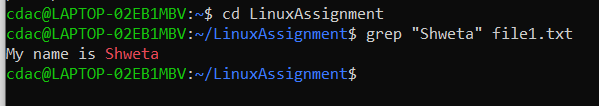 cdac@LAPTOP-02EB1MBV:~$ cd LinuxAssignment
cdac@LAPTOP-02EB1MBV:~/LinuxAssignment$ grep "Shweta" file1.txt
My name is Shweta
cdac@LAPTOP-02EB1MBV:~/LinuxAssignment$